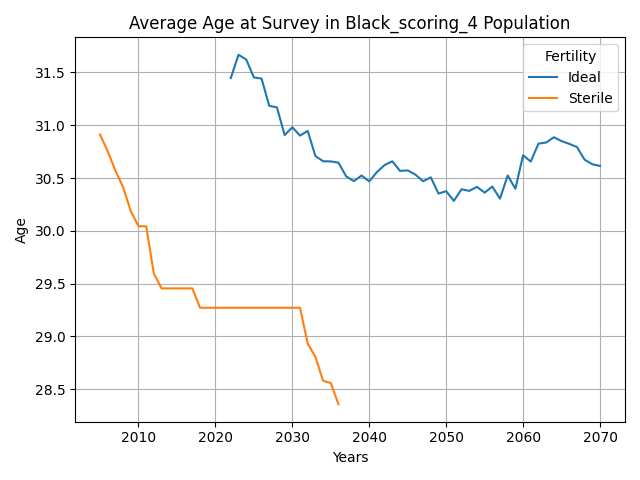 Average Age at Survey in Black_scoring_4 Population
Fertility
Ideal
Sterile
31.5
31.0
30.5
30.0
29.5
29.0
28.5
Age
2010 2020 2030 2040 2050 2060 2070
Years